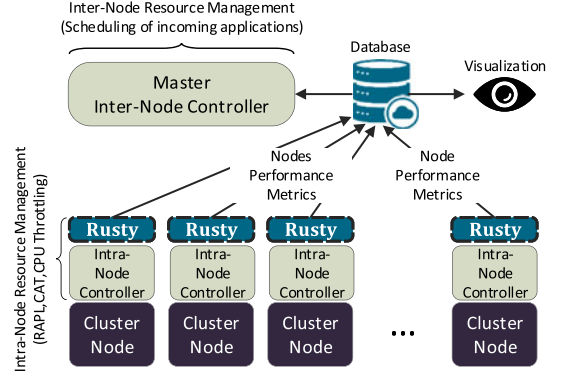 Inter-Node Resource Management
(Scheduling of incoming applications)
Database
Visualization
Master
Inter-Node Controller
Nodes
Performance
Metrics
Node
Performance
Metrics
Intra-Node Resource Management
(RAPL,CAT,CPU Throttling)
Rusty
Rusty
Rusty
Rusty
Intra-
Node
Controller
Intra-
Node
Controller
Intra-
Node
Controller
Intra-
Node
Controller
Cluster
Node
Cluster
Node
Cluster
Node
...
Cluster
Node